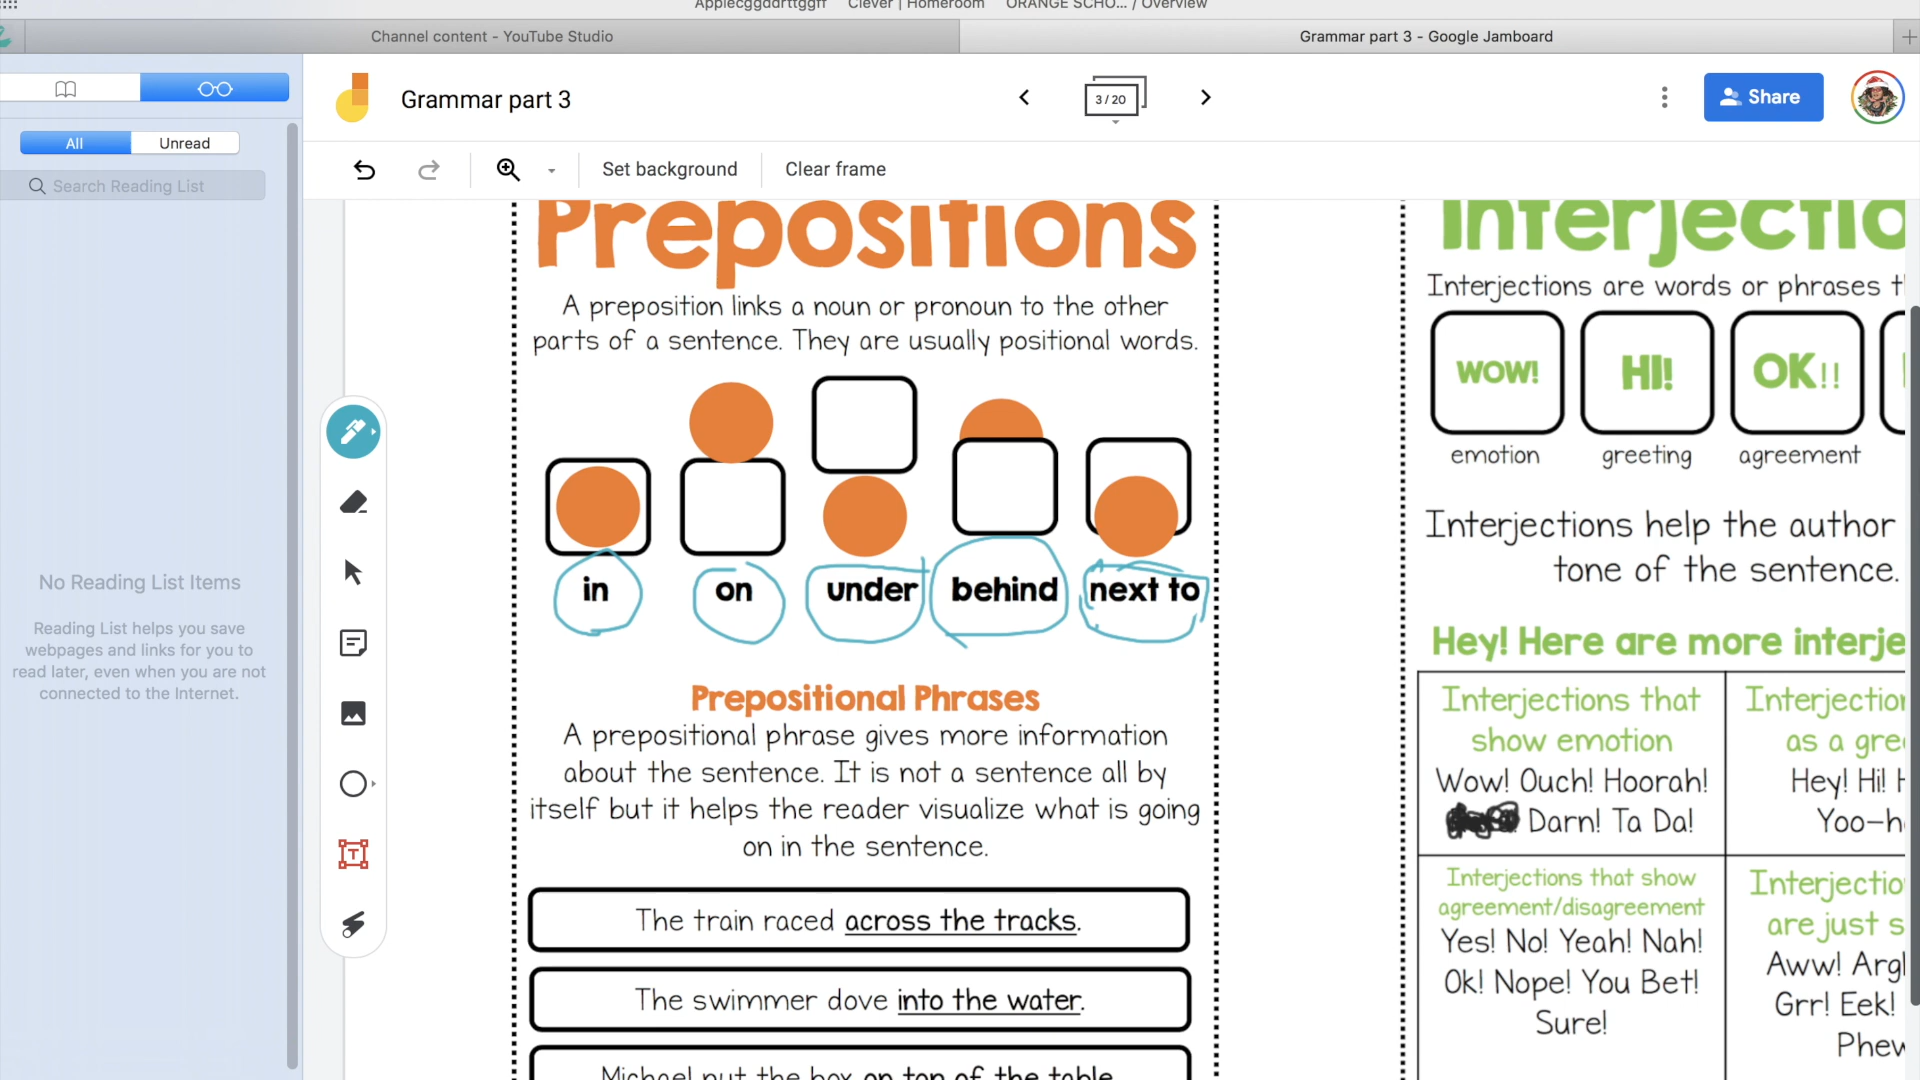 Clever | Homeroom
ORANGE SCHO... / Overview
Channel content - YouTube Studio
Grammar part 3 - Google Jamboard
Grammar part 3
3 / 20
Share
All
Unread
Search Reading List
Set background
Clear frame
No Reading List Items
Reading List helps you save
webpages and links for you to
read later, even when you are not
connected to the Internet.
Prepositions
A preposition links a noun or pronoun to the other
parts of a sentence. They are usually positional words.
in
on
under
behind
next to
Prepositional Phrases
A prepositional phrase gives more information
about the sentence. It is not a sentence all by
itself but it helps the reader visualize what is going
on in the sentence.
The train raced across the tracks.
The swimmer dove into the water.
Michael put the box on top of the table
Interjectio
Interjections are words or phrases t
WOW!
HI!
OK!!
emotion
greeting
agreement
Interjections help the author
tone of the sentence.
Hey! Here are more interje
Interjections that
show emotion
Wow! Ouch! Hoorah!
Darn! Ta Da!
Interjection
as a gre
Hey! Hi!
Yoo-h
Interjections that show
agreement/disagreement
Yes! No! Yeah! Nah!
Ok! Nope! You Bet!
Sure!
Interjectio
are just s
Aww! Arg
Grr! Eek!
Phew